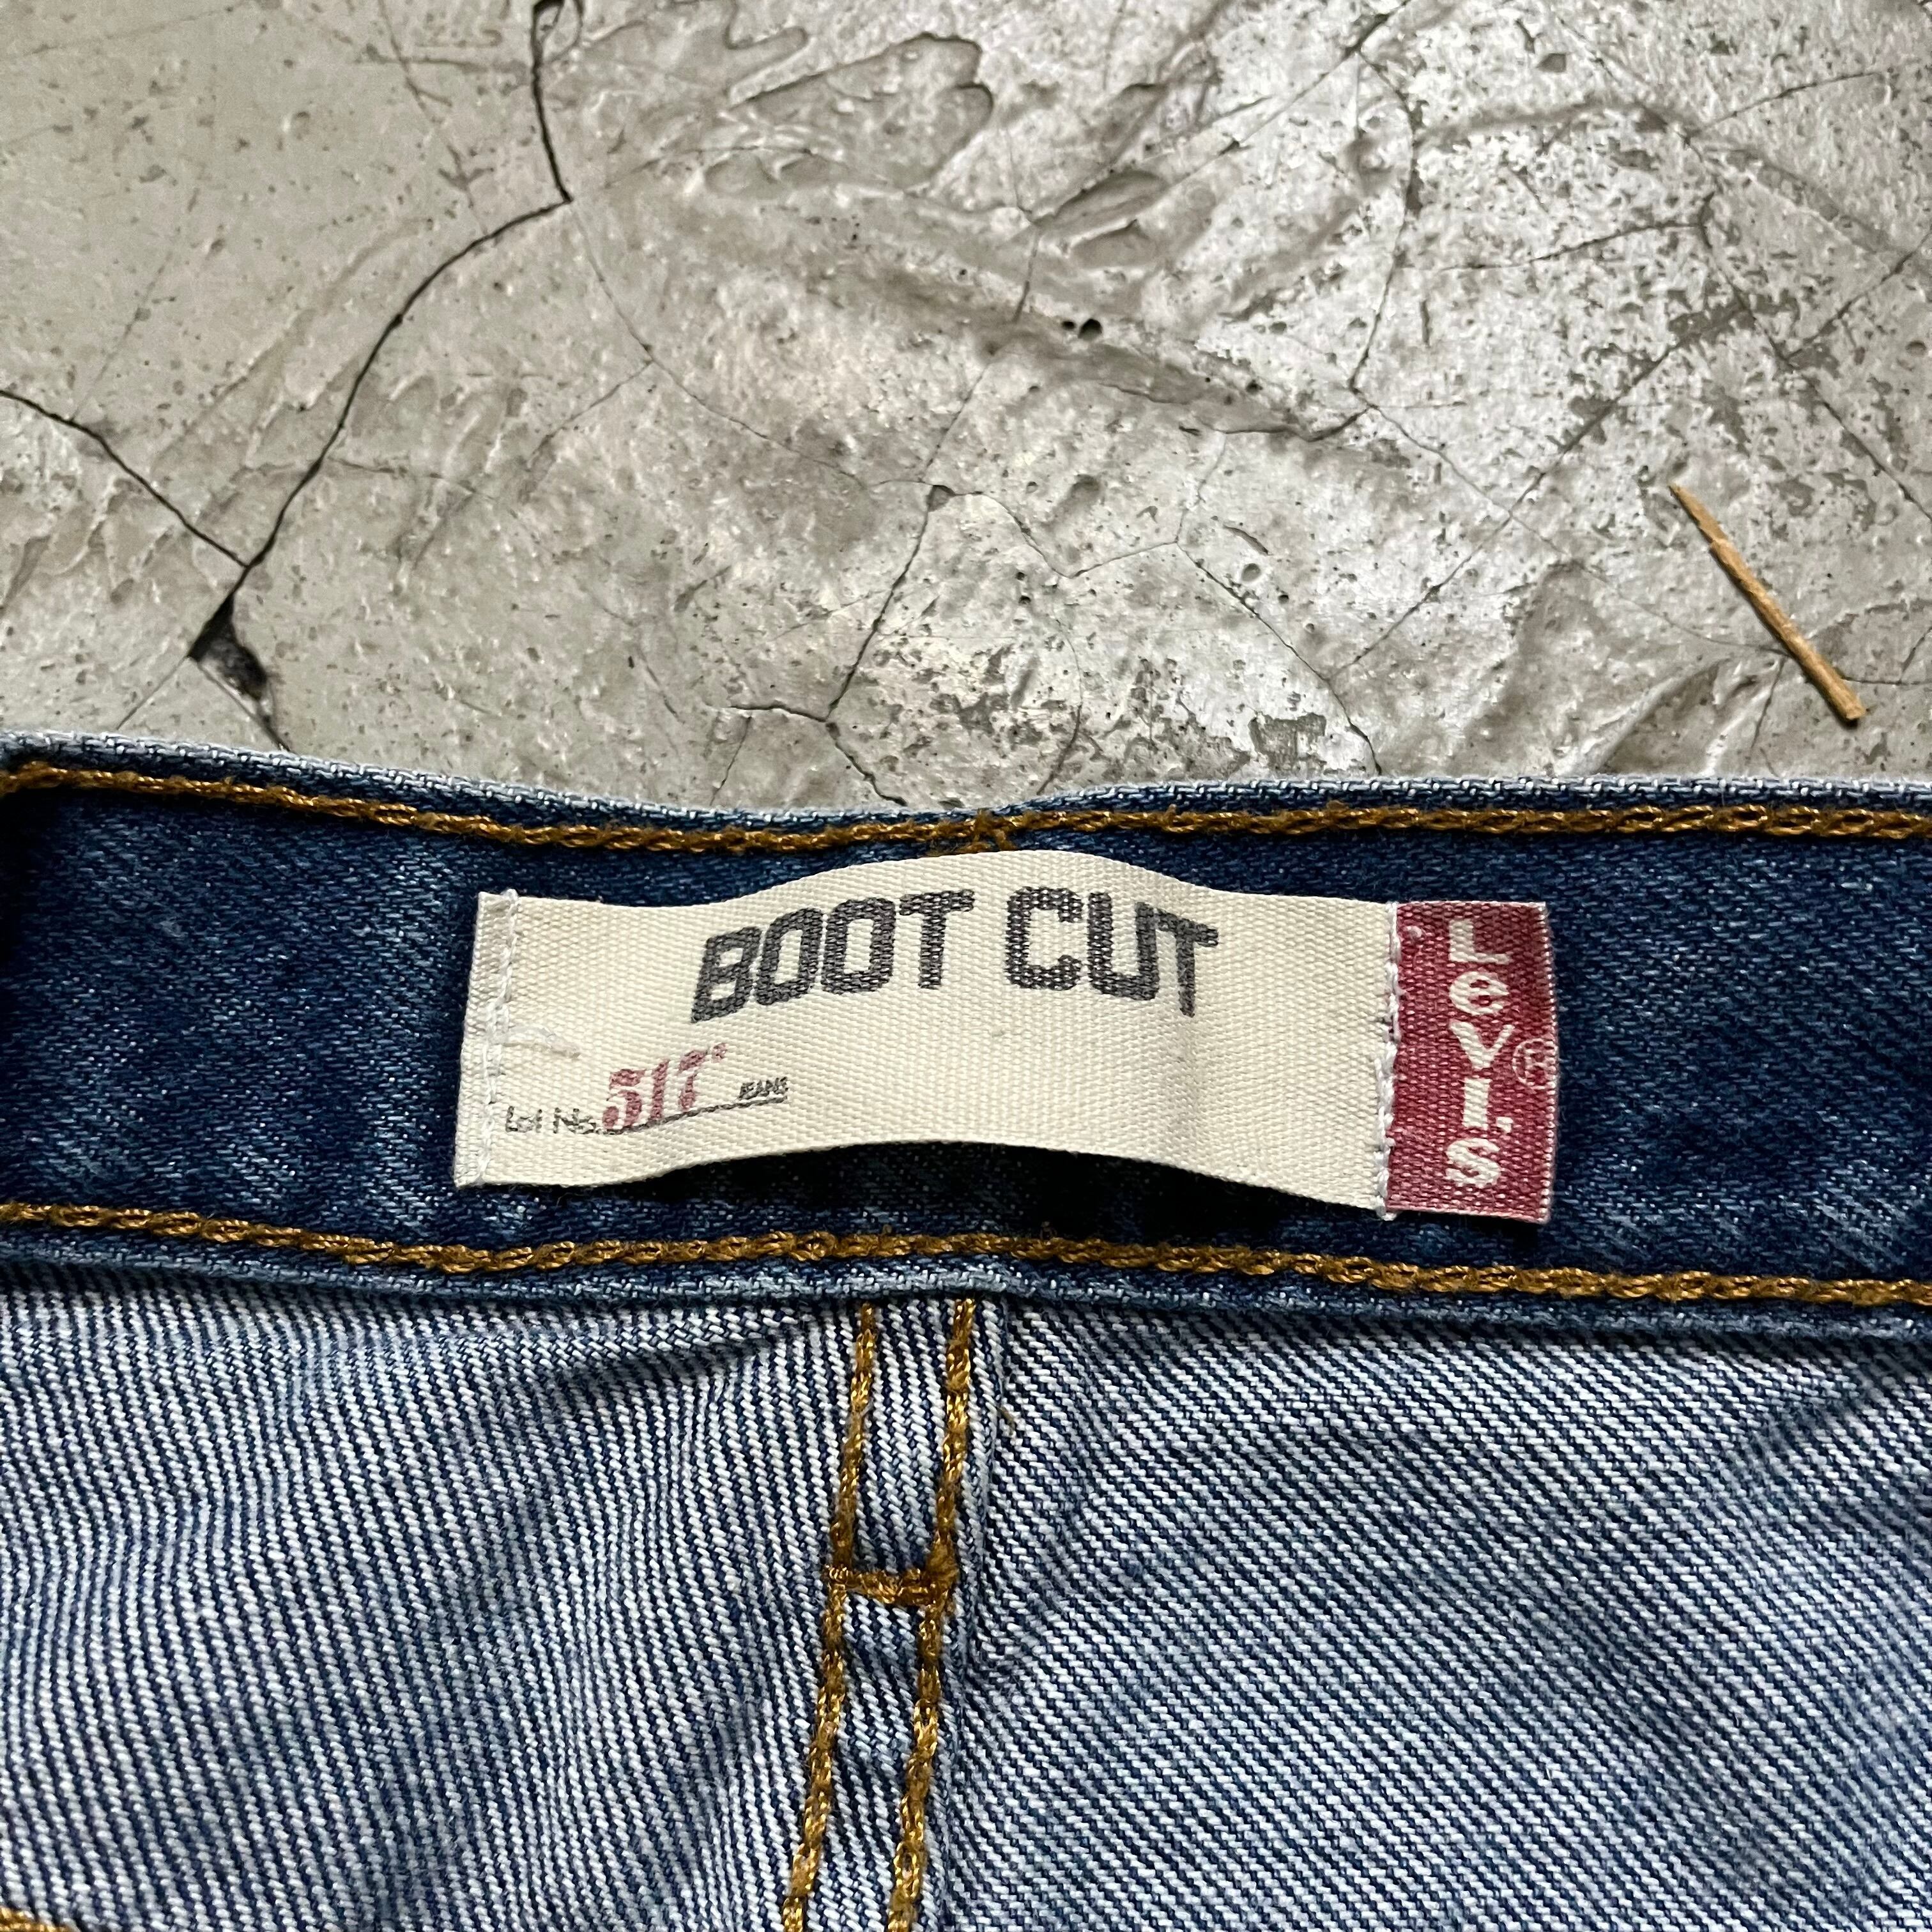 BOOT CUT
Lot No. 517® JEANS
LeVI'S®